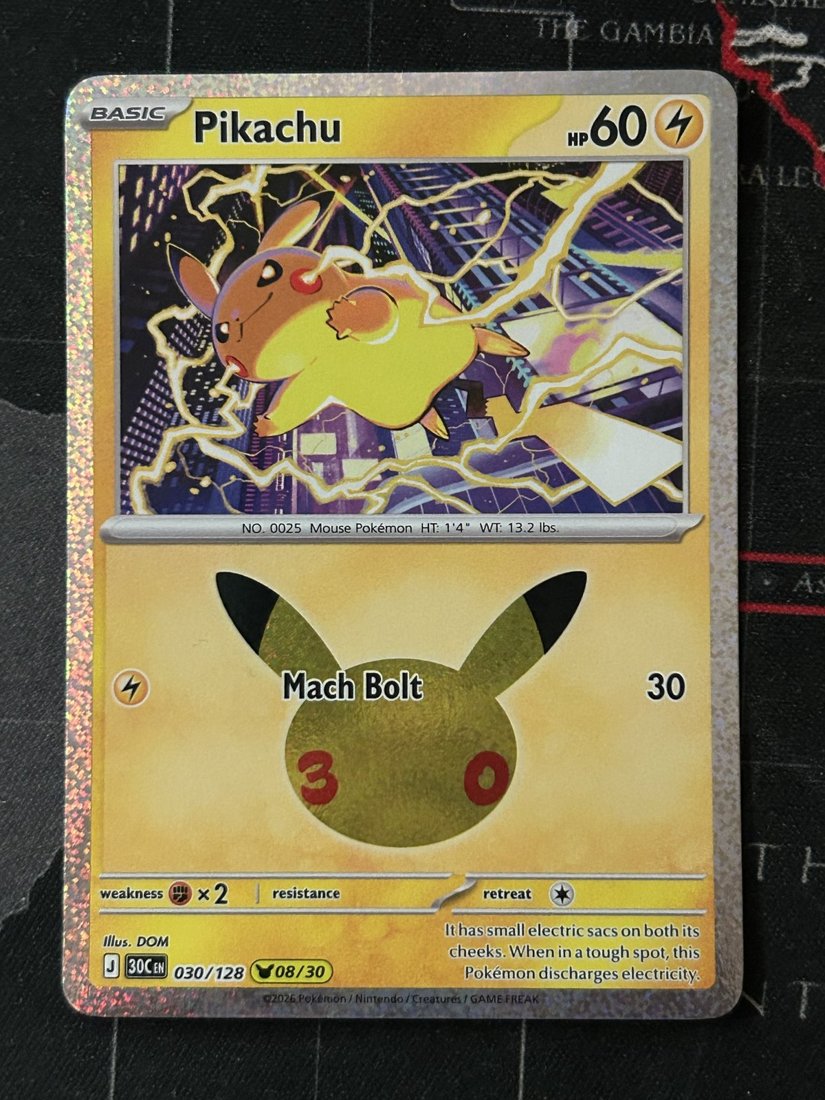 THE GAMBIA
BASIC
Pikachu
HP 60
NO. 0025 Mouse Pokémon HT: 1'4" WT: 13.2 lbs.
Mach Bolt 30
3 0
weakness ×2 resistance retreat
Illus. DOM
It has small electric sacs on both its
cheeks. When in a tough spot, this
Pokémon discharges electricity.
J 30C EN 030/128 08/30
©2026 Pokémon / Nintendo / Creatures / GAME FREAK